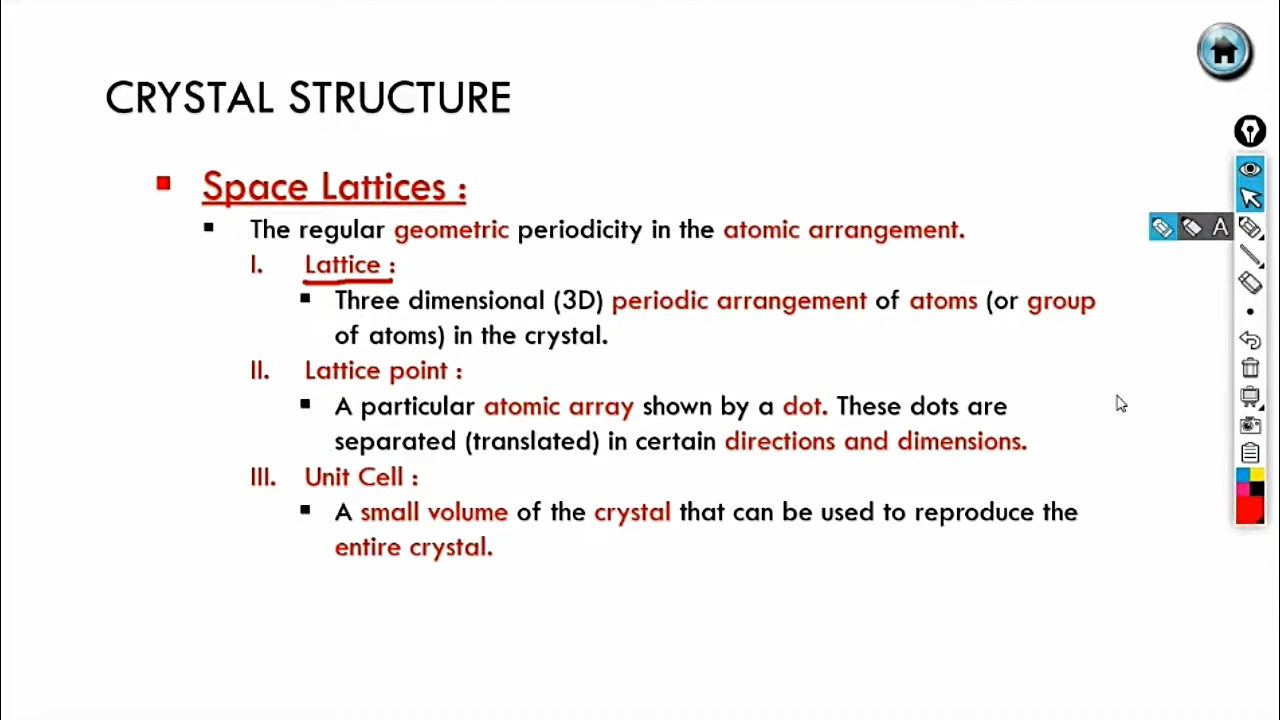 CRYSTAL STRUCTURE
▪ Space Lattices :
▪ The regular geometric periodicity in the atomic arrangement.
I. Lattice :
▪ Three dimensional (3D) periodic arrangement of atoms (or group
of atoms) in the crystal.
II. Lattice point :
▪ A particular atomic array shown by a dot. These dots are
separated (translated) in certain directions and dimensions.
III. Unit Cell :
▪ A small volume of the crystal that can be used to reproduce the
entire crystal.
A